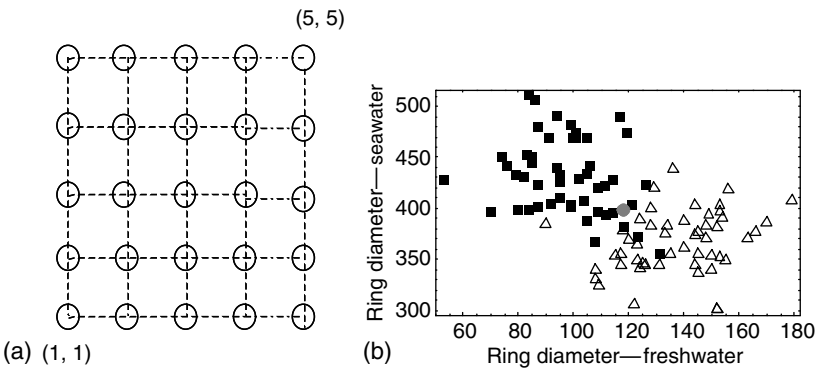 (5, 5)
(a) (1, 1)
Ring diameter—seawater
500
450
400
350
300
60 80 100 120 140 160 180
(b) Ring diameter—freshwater